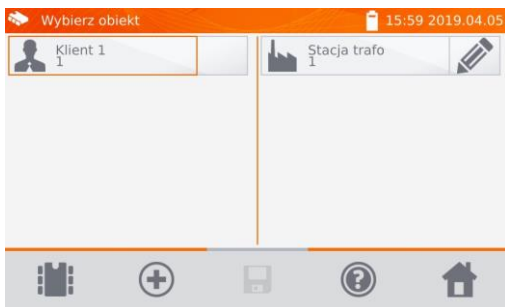 Wybierz obiekt
15:59 2019.04.05
Klient 1
1
Stacja trafo
1